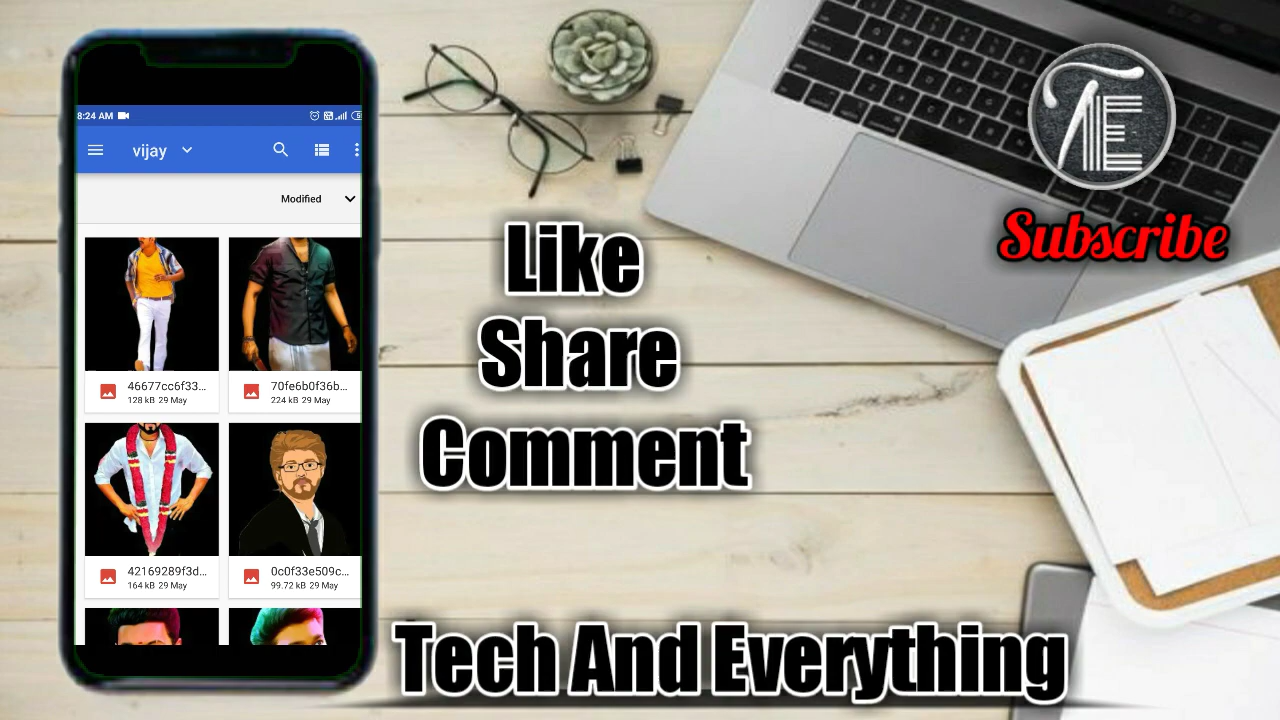 8:24 AM
vijay
Modified
46677cc6f33...
128 kB 29 May
70fe6b0f36b...
224 kB 29 May
42169289f3d...
164 kB 29 May
0c0f33e509c...
99.72 kB 29 May
Like
Share
Comment
TE
Subscribe
Tech And Everything